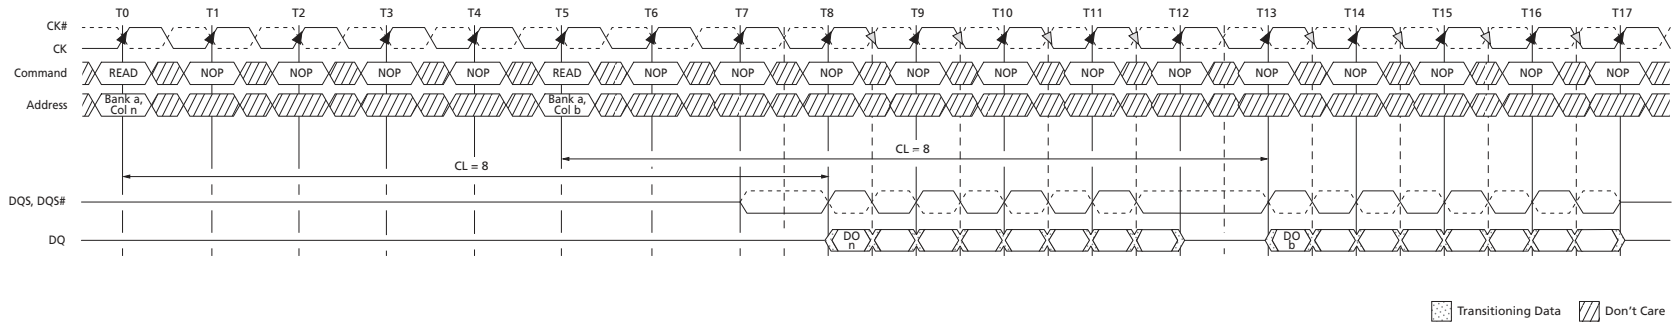 T0 T1 T2 T3 T4 T5 T6 T7 T8 T9 T10 T11 T12 T13 T14 T15 T16 T17
CK#
CK
Command READ NOP NOP NOP NOP READ NOP NOP NOP NOP NOP NOP NOP NOP NOP NOP NOP NOP
Address Bank a, Col n Bank a, Col b
CL = 8
CL = 8
DQS, DQS#
DQ DO n DO b
Transitioning Data Don't Care